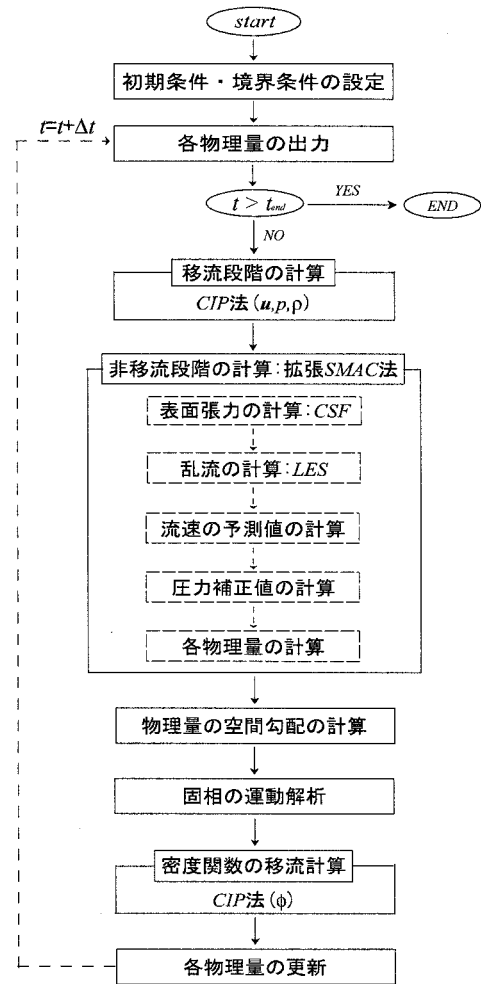 start
初期条件・境界条件の設定
t=t+Δt
各物理量の出力
t > tend
YES
END
NO
移流段階の計算
CIP法(u,p,ρ)
非移流段階の計算:拡張SMAC法
表面張力の計算:CSF
乱流の計算:LES
流速の予測値の計算
圧力補正値の計算
各物理量の計算
物理量の空間勾配の計算
固相の運動解析
密度関数の移流計算
CIP法(φ)
各物理量の更新